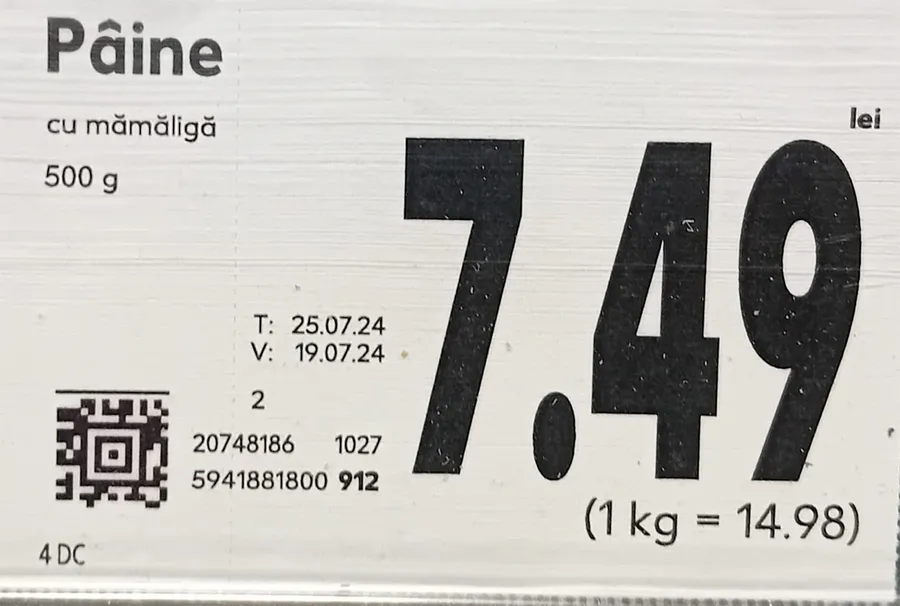 Pâine
cu mămăligă
500 g
lei
7.49
T: 25.07.24
V: 19.07.24
2
20748186 1027
5941881800 912
(1 kg = 14.98)
4 DC